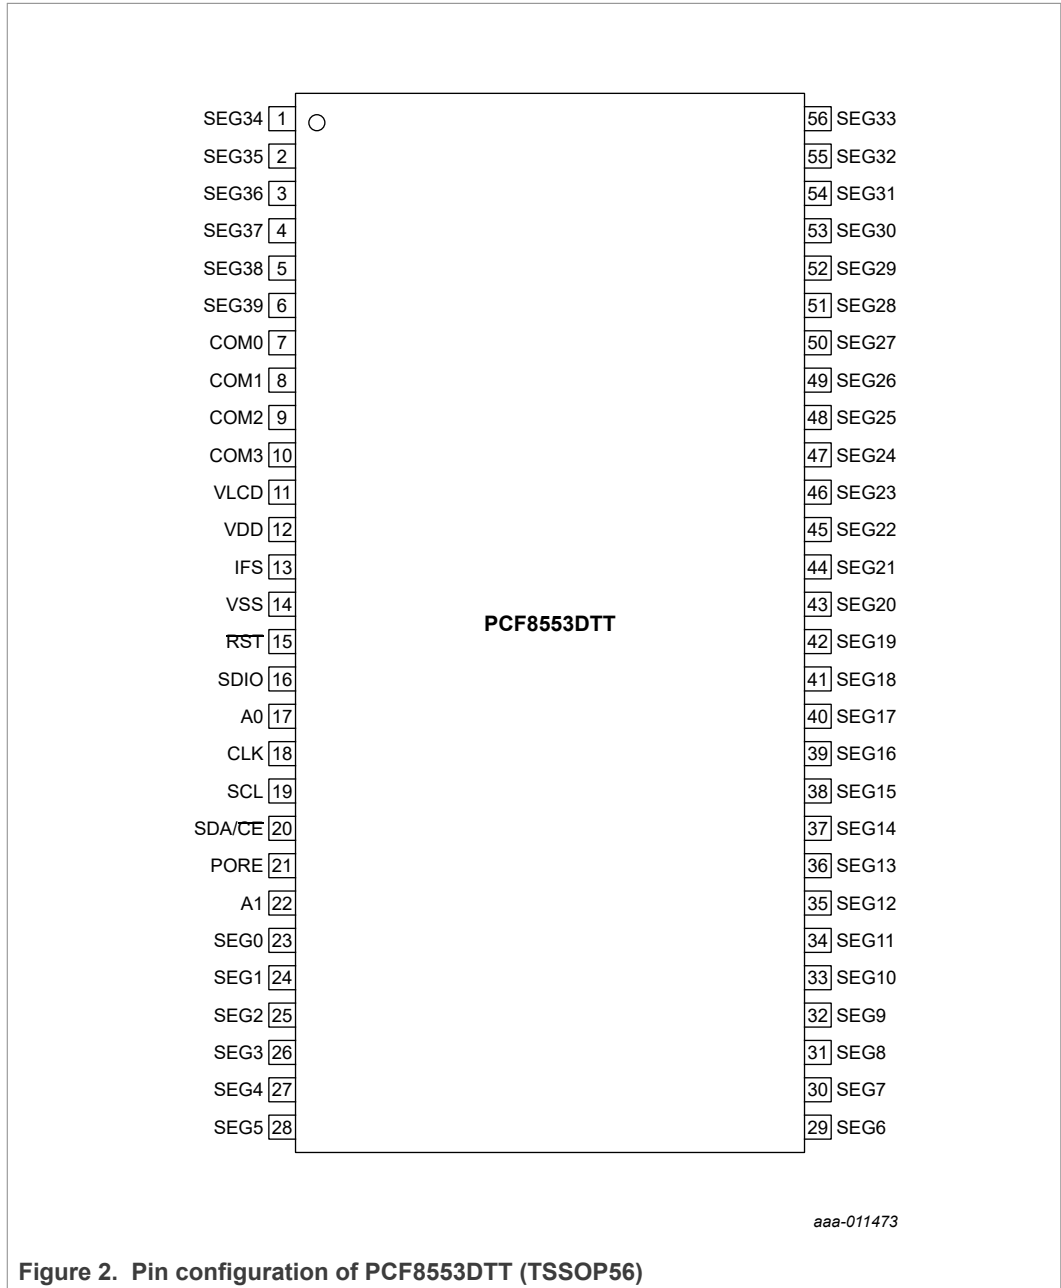 SEG34 1 56 SEG33
SEG35 2 55 SEG32
SEG36 3 54 SEG31
SEG37 4 53 SEG30
SEG38 5 52 SEG29
SEG39 6 51 SEG28
COM0 7 50 SEG27
COM1 8 49 SEG26
COM2 9 48 SEG25
COM3 10 47 SEG24
VLCD 11 46 SEG23
VDD 12 45 SEG22
IFS 13 44 SEG21
VSS 14 43 SEG20
PCF8553DTT
R̅S̅T̅ 15 42 SEG19
SDIO 16 41 SEG18
A0 17 40 SEG17
CLK 18 39 SEG16
SCL 19 38 SEG15
SDA/C̅E̅ 20 37 SEG14
PORE 21 36 SEG13
A1 22 35 SEG12
SEG0 23 34 SEG11
SEG1 24 33 SEG10
SEG2 25 32 SEG9
SEG3 26 31 SEG8
SEG4 27 30 SEG7
SEG5 28 29 SEG6
aaa-011473
Figure 2. Pin configuration of PCF8553DTT (TSSOP56)